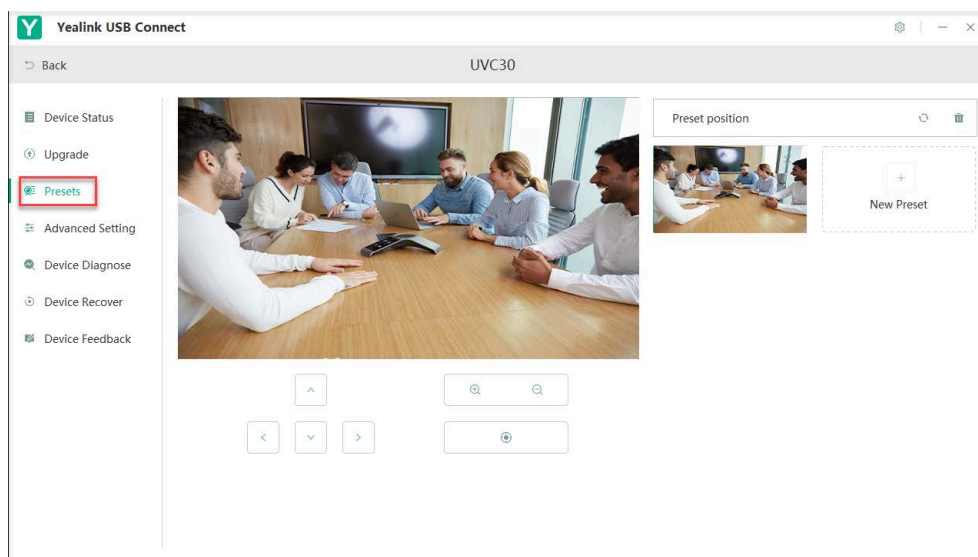 Y Yealink USB Connect
Back
UVC30
Device Status
Upgrade
Presets
Advanced Setting
Device Diagnose
Device Recover
Device Feedback
Preset position
New Preset